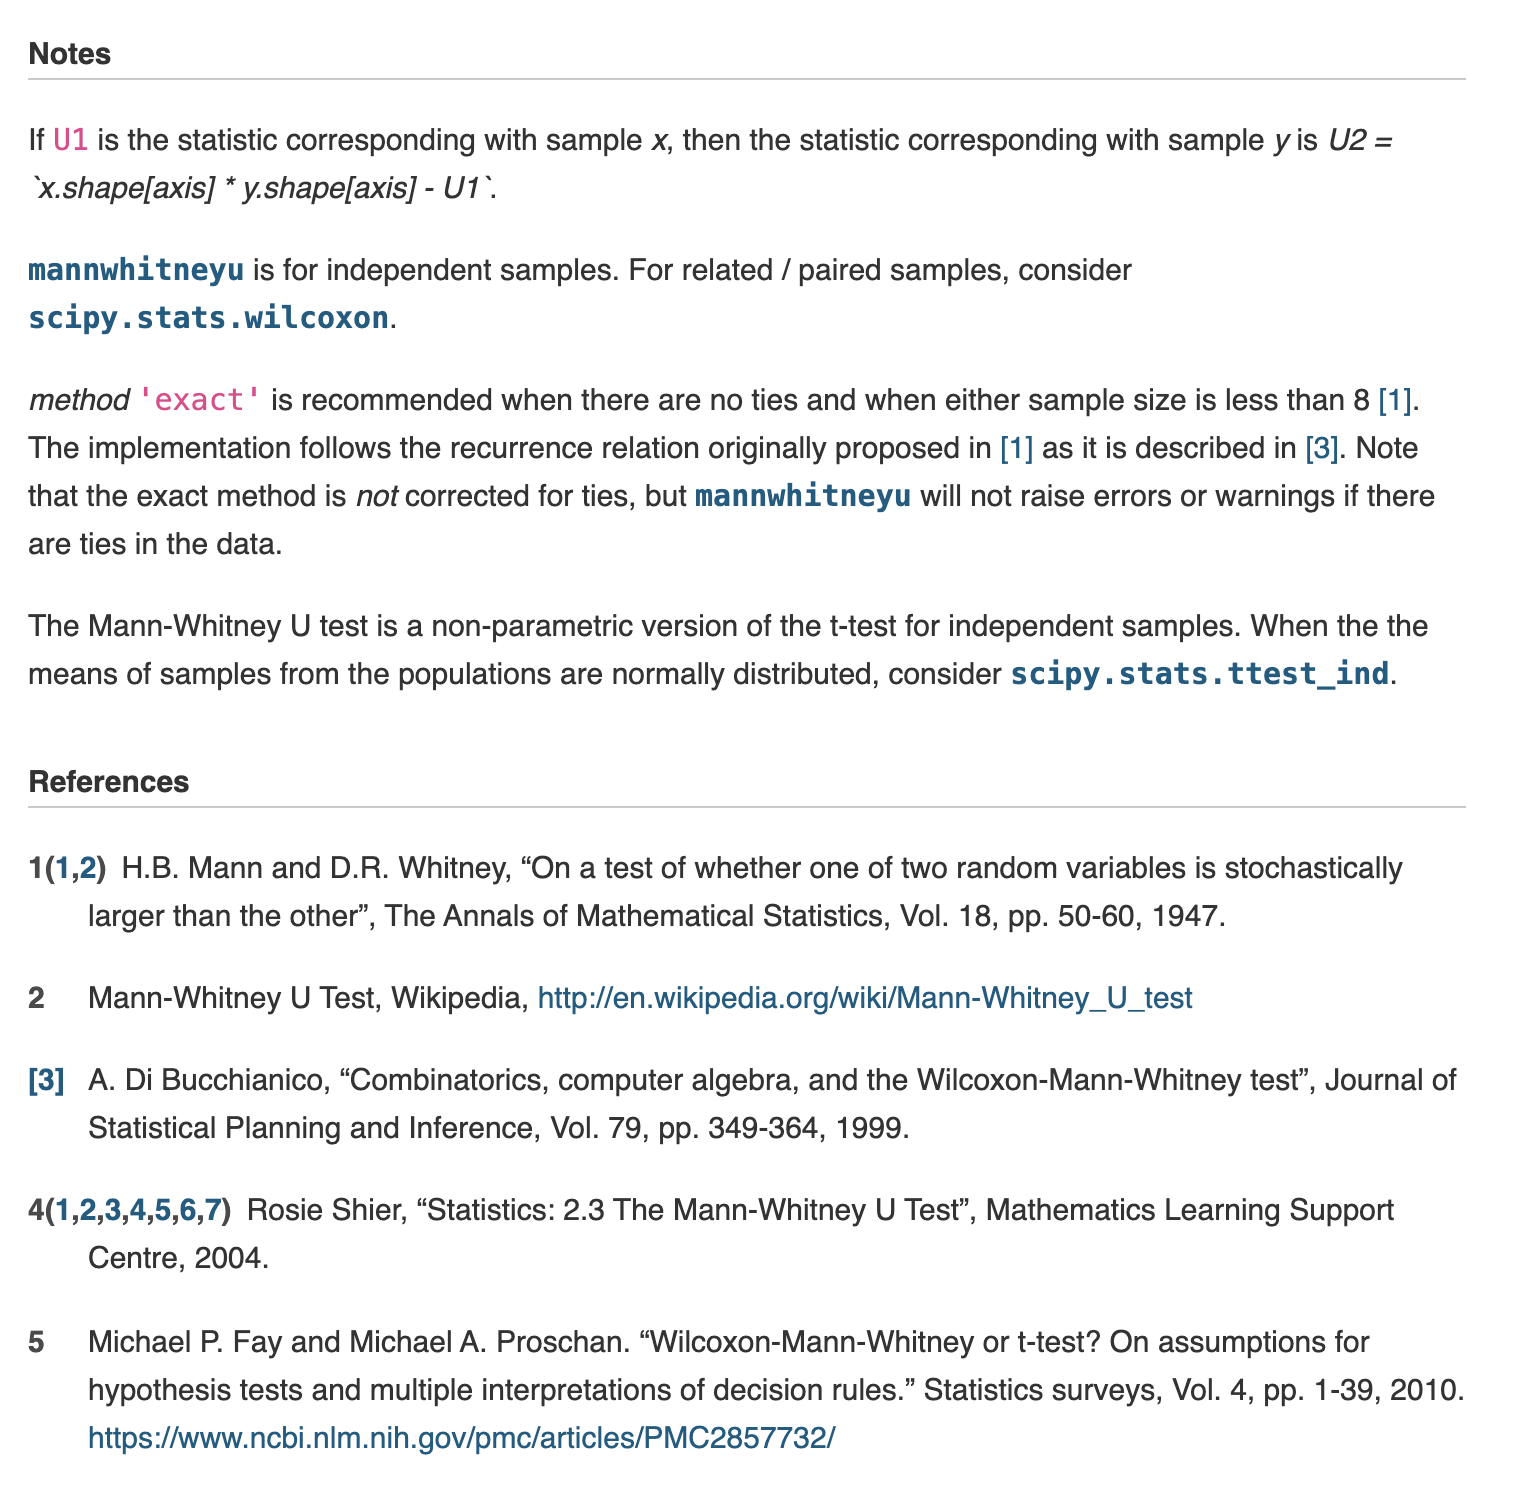 Notes
If U1 is the statistic corresponding with sample x, then the statistic corresponding with sample y is U2 =
`x.shape[axis] * y.shape[axis] - U1`.
mannwhitneyu is for independent samples. For related / paired samples, consider
scipy.stats.wilcoxon.
method 'exact' is recommended when there are no ties and when either sample size is less than 8 [1].
The implementation follows the recurrence relation originally proposed in [1] as it is described in [3]. Note
that the exact method is not corrected for ties, but mannwhitneyu will not raise errors or warnings if there
are ties in the data.
The Mann-Whitney U test is a non-parametric version of the t-test for independent samples. When the the
means of samples from the populations are normally distributed, consider scipy.stats.ttest_ind.
References
1(1,2) H.B. Mann and D.R. Whitney, “On a test of whether one of two random variables is stochastically
larger than the other”, The Annals of Mathematical Statistics, Vol. 18, pp. 50-60, 1947.
2 Mann-Whitney U Test, Wikipedia, http://en.wikipedia.org/wiki/Mann-Whitney_U_test
[3] A. Di Bucchianico, “Combinatorics, computer algebra, and the Wilcoxon-Mann-Whitney test”, Journal of
Statistical Planning and Inference, Vol. 79, pp. 349-364, 1999.
4(1,2,3,4,5,6,7) Rosie Shier, “Statistics: 2.3 The Mann-Whitney U Test”, Mathematics Learning Support
Centre, 2004.
5 Michael P. Fay and Michael A. Proschan. “Wilcoxon-Mann-Whitney or t-test? On assumptions for
hypothesis tests and multiple interpretations of decision rules.” Statistics surveys, Vol. 4, pp. 1-39, 2010.
https://www.ncbi.nlm.nih.gov/pmc/articles/PMC2857732/